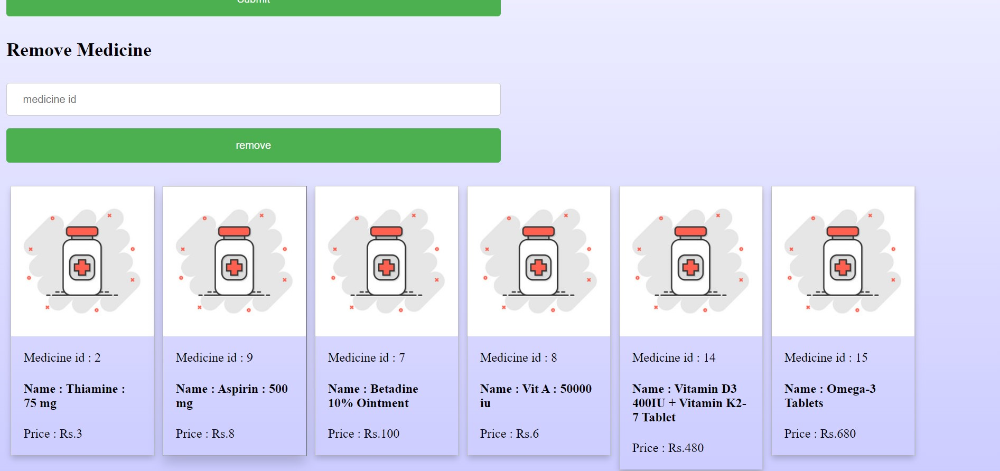 Submit
Remove Medicine
medicine id
remove
Medicine id : 2
Name : Thiamine :
75 mg
Price : Rs.3
Medicine id : 9
Name : Aspirin : 500
mg
Price : Rs.8
Medicine id : 7
Name : Betadine
10% Ointment
Price : Rs.100
Medicine id : 8
Name : Vit A : 50000
iu
Price : Rs.6
Medicine id : 14
Name : Vitamin D3
400IU + Vitamin K2-
7 Tablet
Price : Rs.480
Medicine id : 15
Name : Omega-3
Tablets
Price : Rs.680